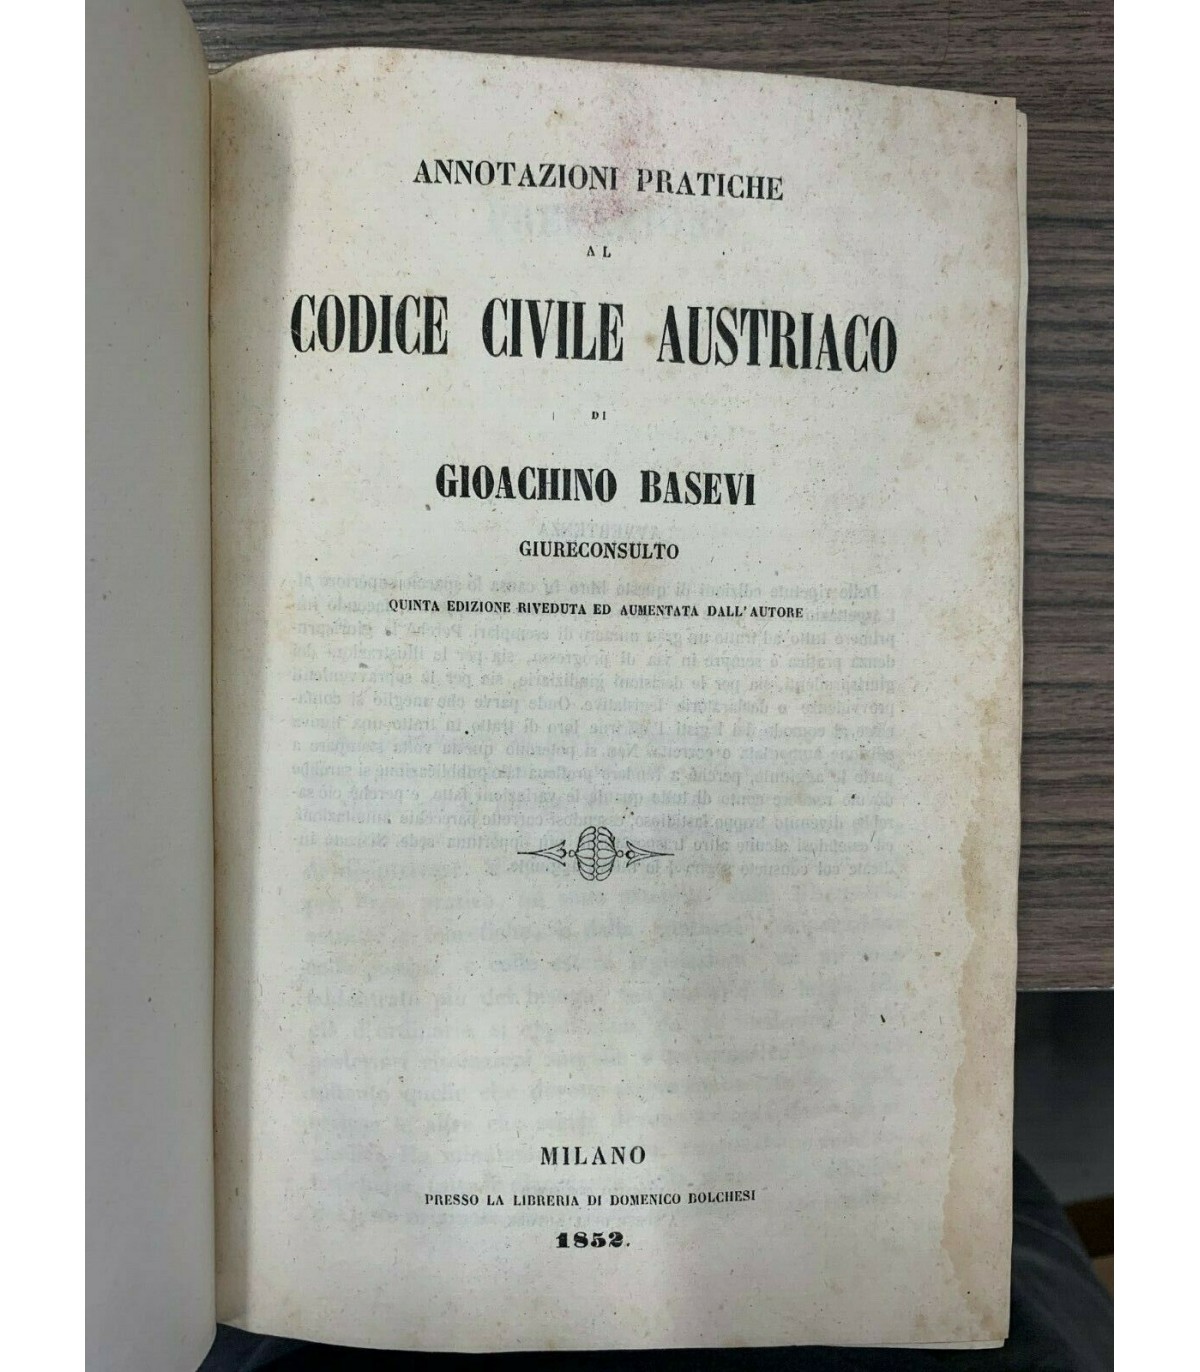 ANNOTAZIONI PRATICHE
AL
CODICE CIVILE AUSTRIACO
DI
GIOACHINO BASEVI
GIURECONSULTO
QUINTA EDIZIONE RIVEDUTA ED AUMENTATA DALL'AUTORE
MILANO
PRESSO LA LIBRERIA DI DOMENICO BOLCHESI
1852.